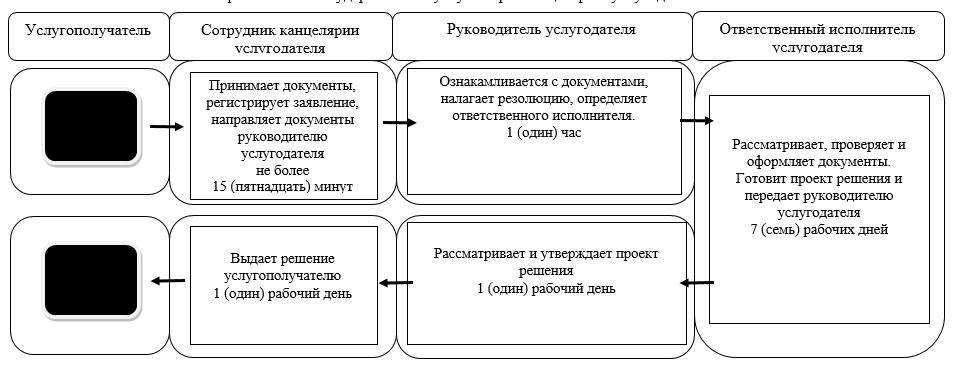 Услугополучатель
Сотрудник канцелярии
услугодателя
Руководитель услугодателя
Ответственный исполнитель
услугодателя
Принимает документы,
регистрирует заявление,
направляет документы
руководителю
услугодателя
не более
15 (пятнадцать) минут
Ознакамливается с документами,
налагает резолюцию, определяет
ответственного исполнителя.
1 (один) час
Рассматривает, проверяет и
оформляет документы.
Готовит проект решения и
передает руководителю
услугодателя
7 (семь) рабочих дней
Выдает решение
услугополучателю
1 (один) рабочий день
Рассматривает и утверждает проект
решения
1 (один) рабочий день